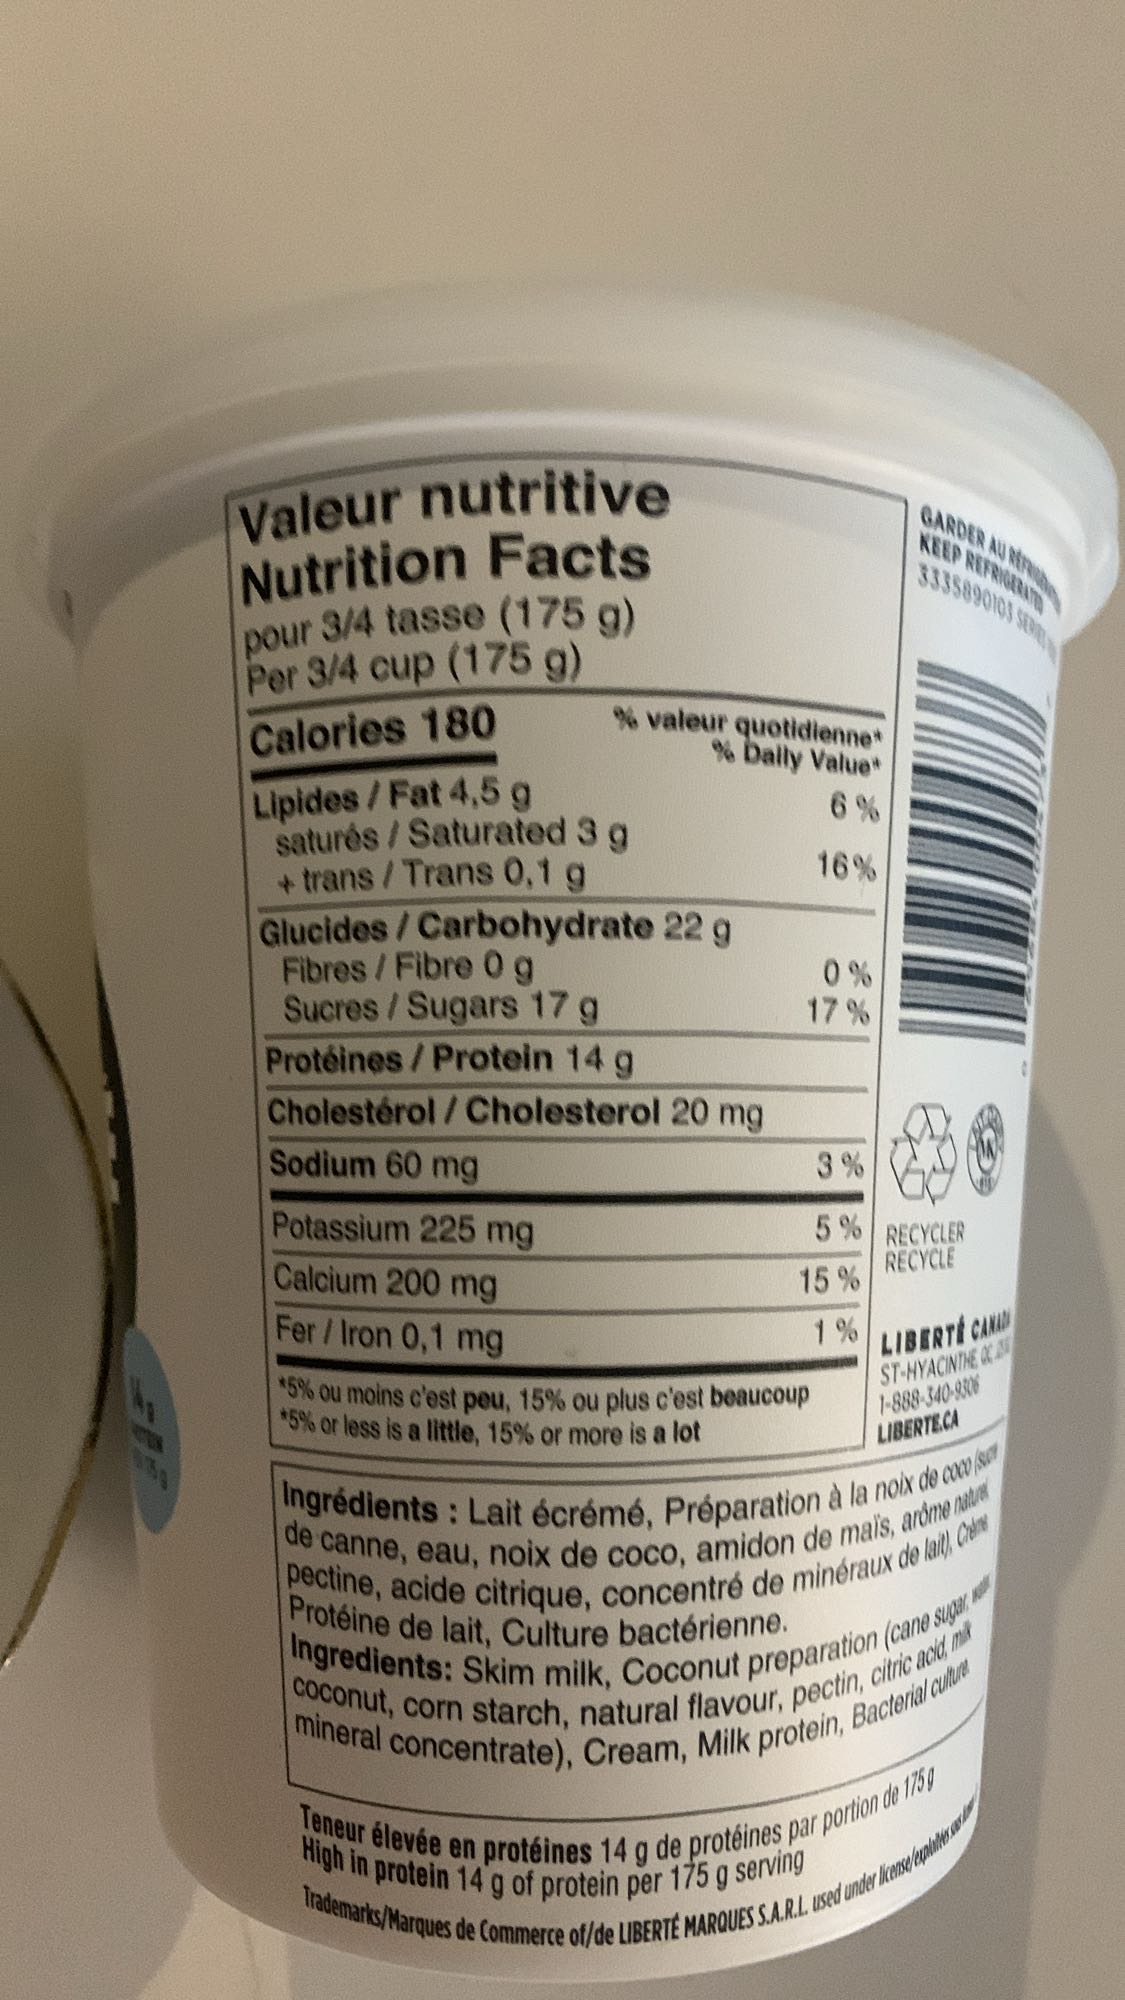 Valeur nutritive
Nutrition Facts
pour 3/4 tasse (175 g)
Per 3/4 cup (175 g)
Calories 180
% valeur quotidienne*
% Daily Value*
Lipides / Fat 4,5 g 6 %
saturés / Saturated 3 g
+ trans / Trans 0,1 g 16 %
Glucides / Carbohydrate 22 g
Fibres / Fibre 0 g 0 %
Sucres / Sugars 17 g 17 %
Protéines / Protein 14 g
Cholestérol / Cholesterol 20 mg
Sodium 60 mg 3 %
Potassium 225 mg 5 %
Calcium 200 mg 15 %
Fer / Iron 0,1 mg 1 %
*5% ou moins c'est peu, 15% ou plus c'est beaucoup
*5% or less is a little, 15% or more is a lot
Ingrédients : Lait écrémé, Préparation à la noix de coco (sucre
de canne, eau, noix de coco, amidon de maïs, arôme naturel,
pectine, acide citrique, concentré de minéraux de lait), Crème,
Protéine de lait, Culture bactérienne.
Ingredients: Skim milk, Coconut preparation (cane sugar, water,
coconut, corn starch, natural flavour, pectin, citric acid, milk
mineral concentrate), Cream, Milk protein, Bacterial culture.
Teneur élevée en protéines 14 g de protéines par portion de 175 g
High in protein 14 g of protein per 175 g serving
Trademarks/Marques de Commerce of/de LIBERTÉ MARQUES S.A.R.L. used under license/exploitées sous
GARDER AU RÉFRIGÉRATEUR
KEEP REFRIGERATED
3335890103 SERIES
MK
RECYCLER
RECYCLE
LIBERTÉ CANADA
ST-HYACINTHE, QC
1-888-340-9306
LIBERTE.CA
14 g